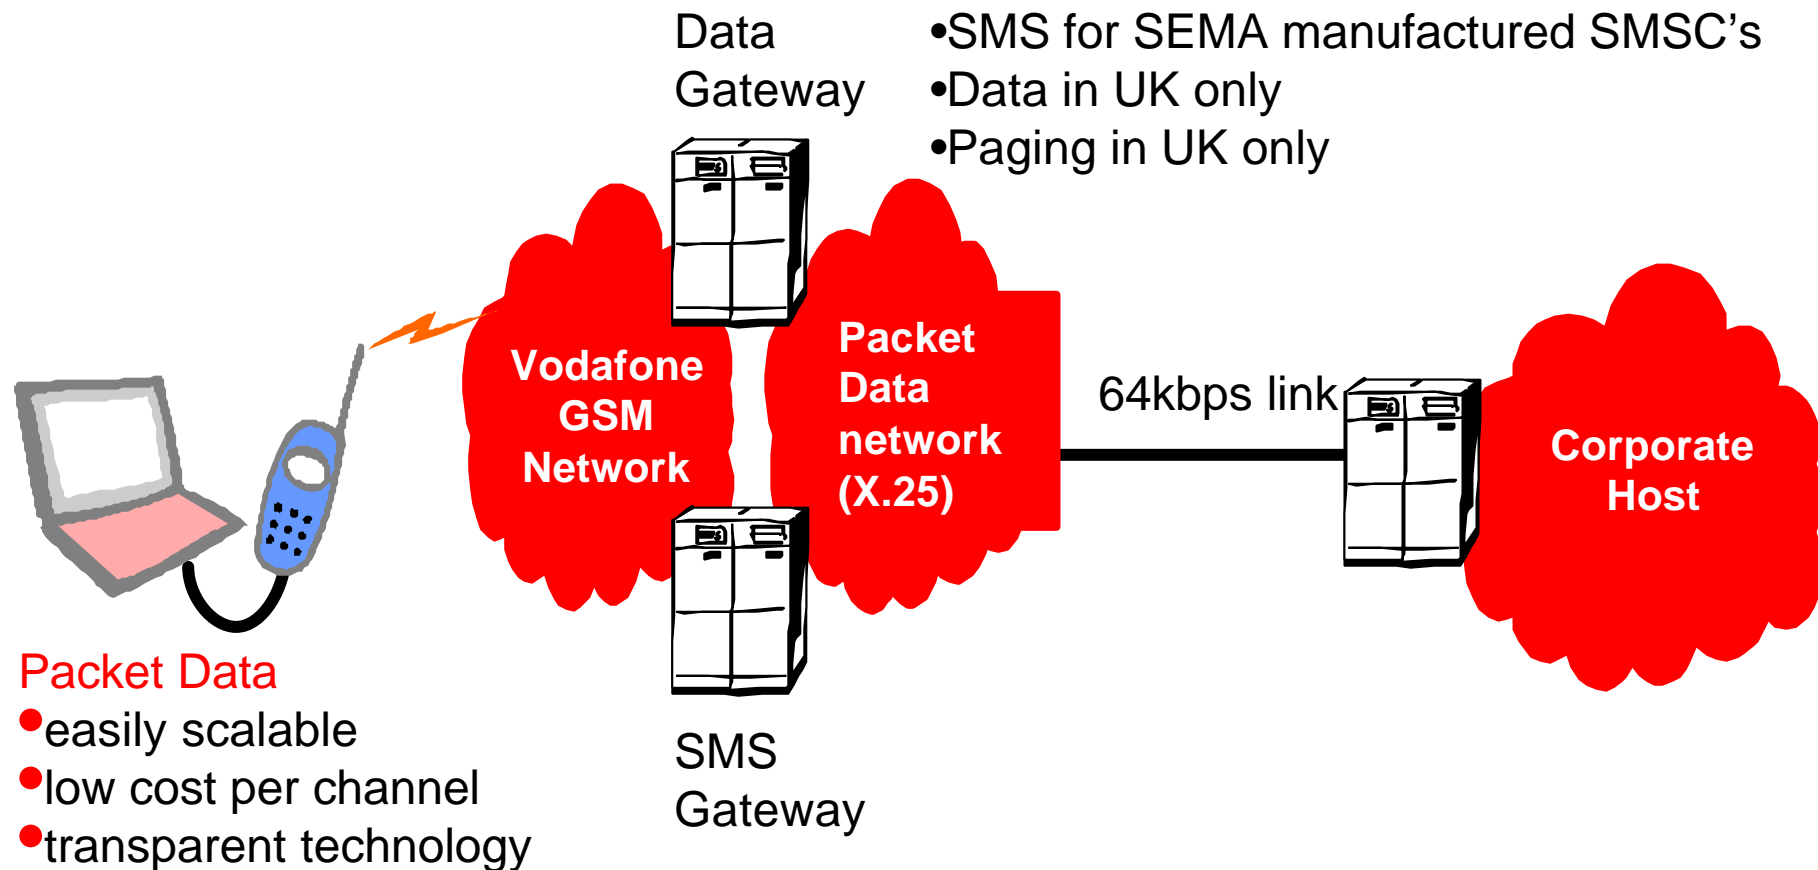 Data
Gateway
•SMS for SEMA manufactured SMSC’s
•Data in UK only
•Paging in UK only
Vodafone
GSM
Network
Packet
Data
network
(X.25)
64kbps link
Corporate
Host
Packet Data
•easily scalable
•low cost per channel
•transparent technology
SMS
Gateway